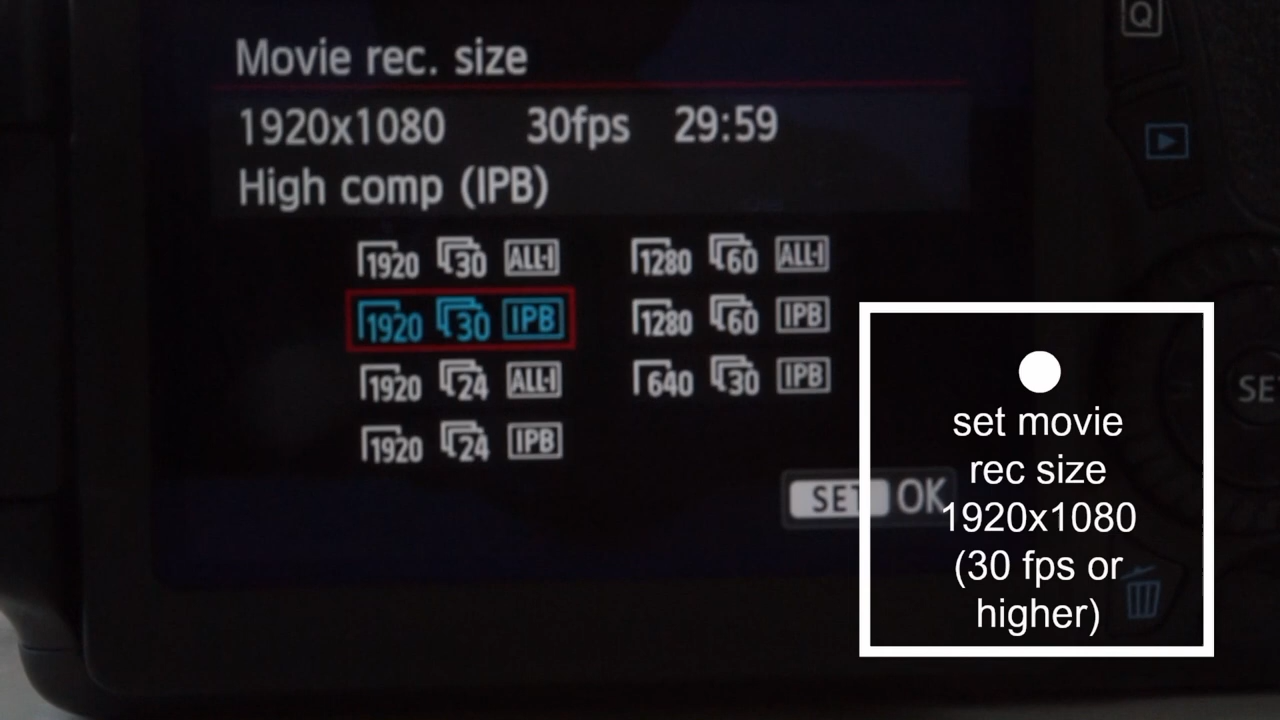 Q
Movie rec. size
1920x1080 30fps 29:59
High comp (IPB)
1920 30 ALL-I 1280 60 ALL-I
1920 30 IPB 1280 60 IPB
1920 24 ALL-I 640 30 IPB
1920 24 IPB
SET OK
set movie
rec size
1920x1080
(30 fps or
higher)